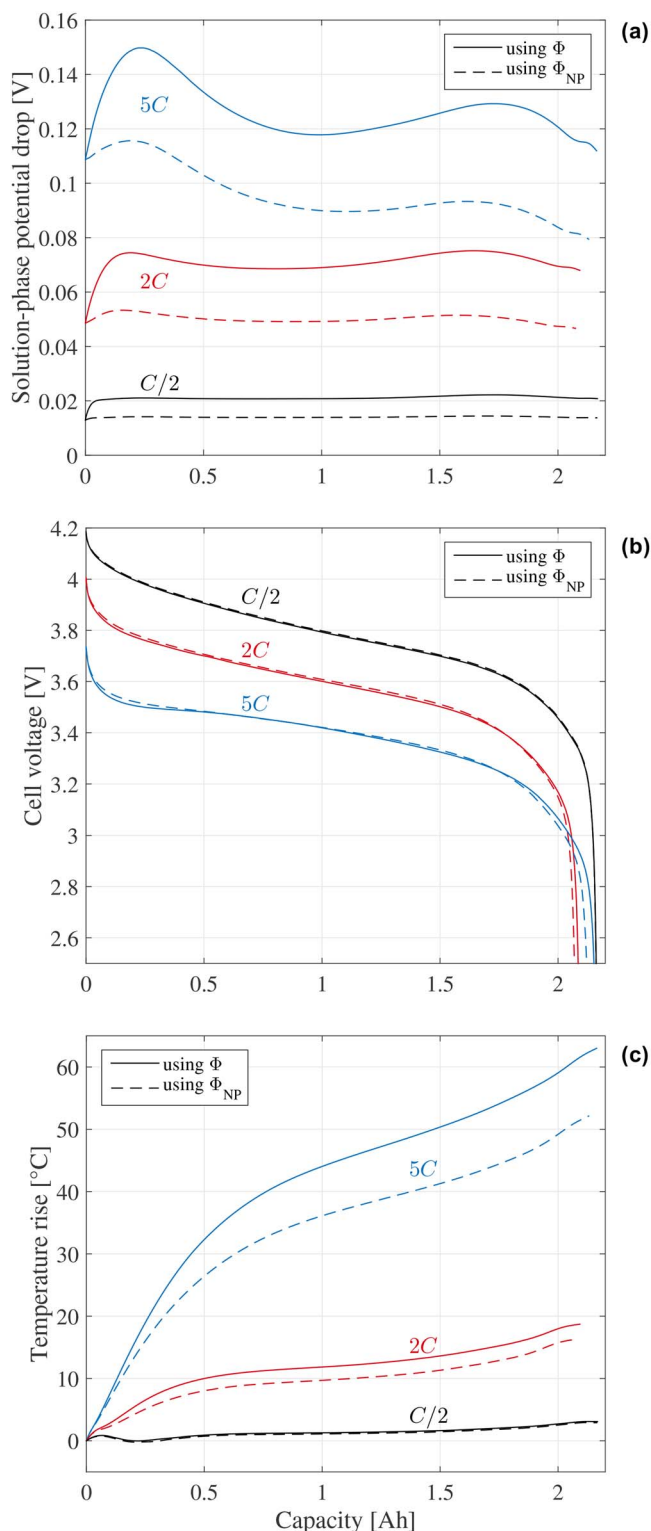 (a)
Solution-phase potential drop [V]
0.16
0.14
0.12
0.1
0.08
0.06
0.04
0.02
0
using Φ
using Φ_NP
5C
2C
C/2
0 0.5 1 1.5 2
(b)
Cell voltage [V]
4.2
4
3.8
3.6
3.4
3.2
3
2.8
2.6
using Φ
using Φ_NP
C/2
2C
5C
0 0.5 1 1.5 2
(c)
Temperature rise [°C]
60
50
40
30
20
10
0
using Φ
using Φ_NP
5C
2C
C/2
0 0.5 1 1.5 2
Capacity [Ah]